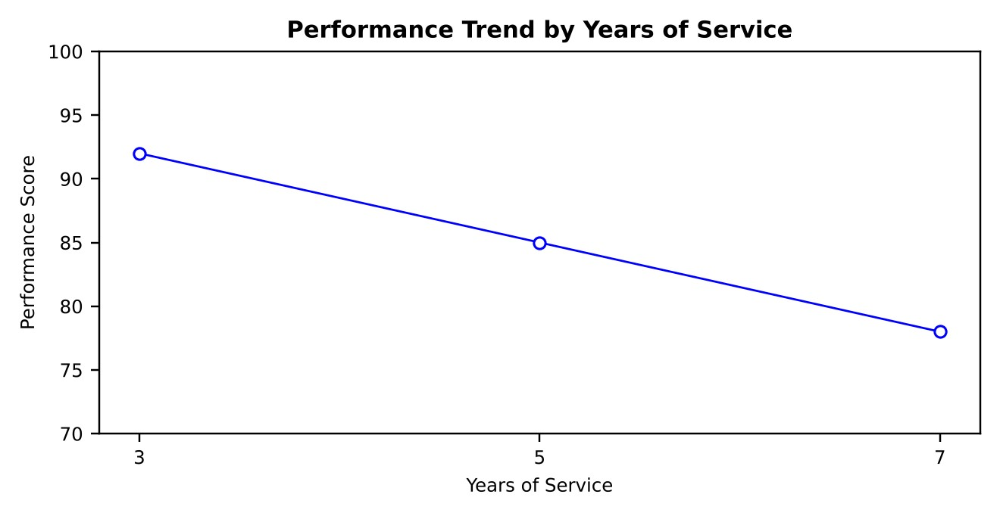 Performance Trend by Years of Service
100
95
90
85
80
75
70
Performance Score
3 5 7
Years of Service